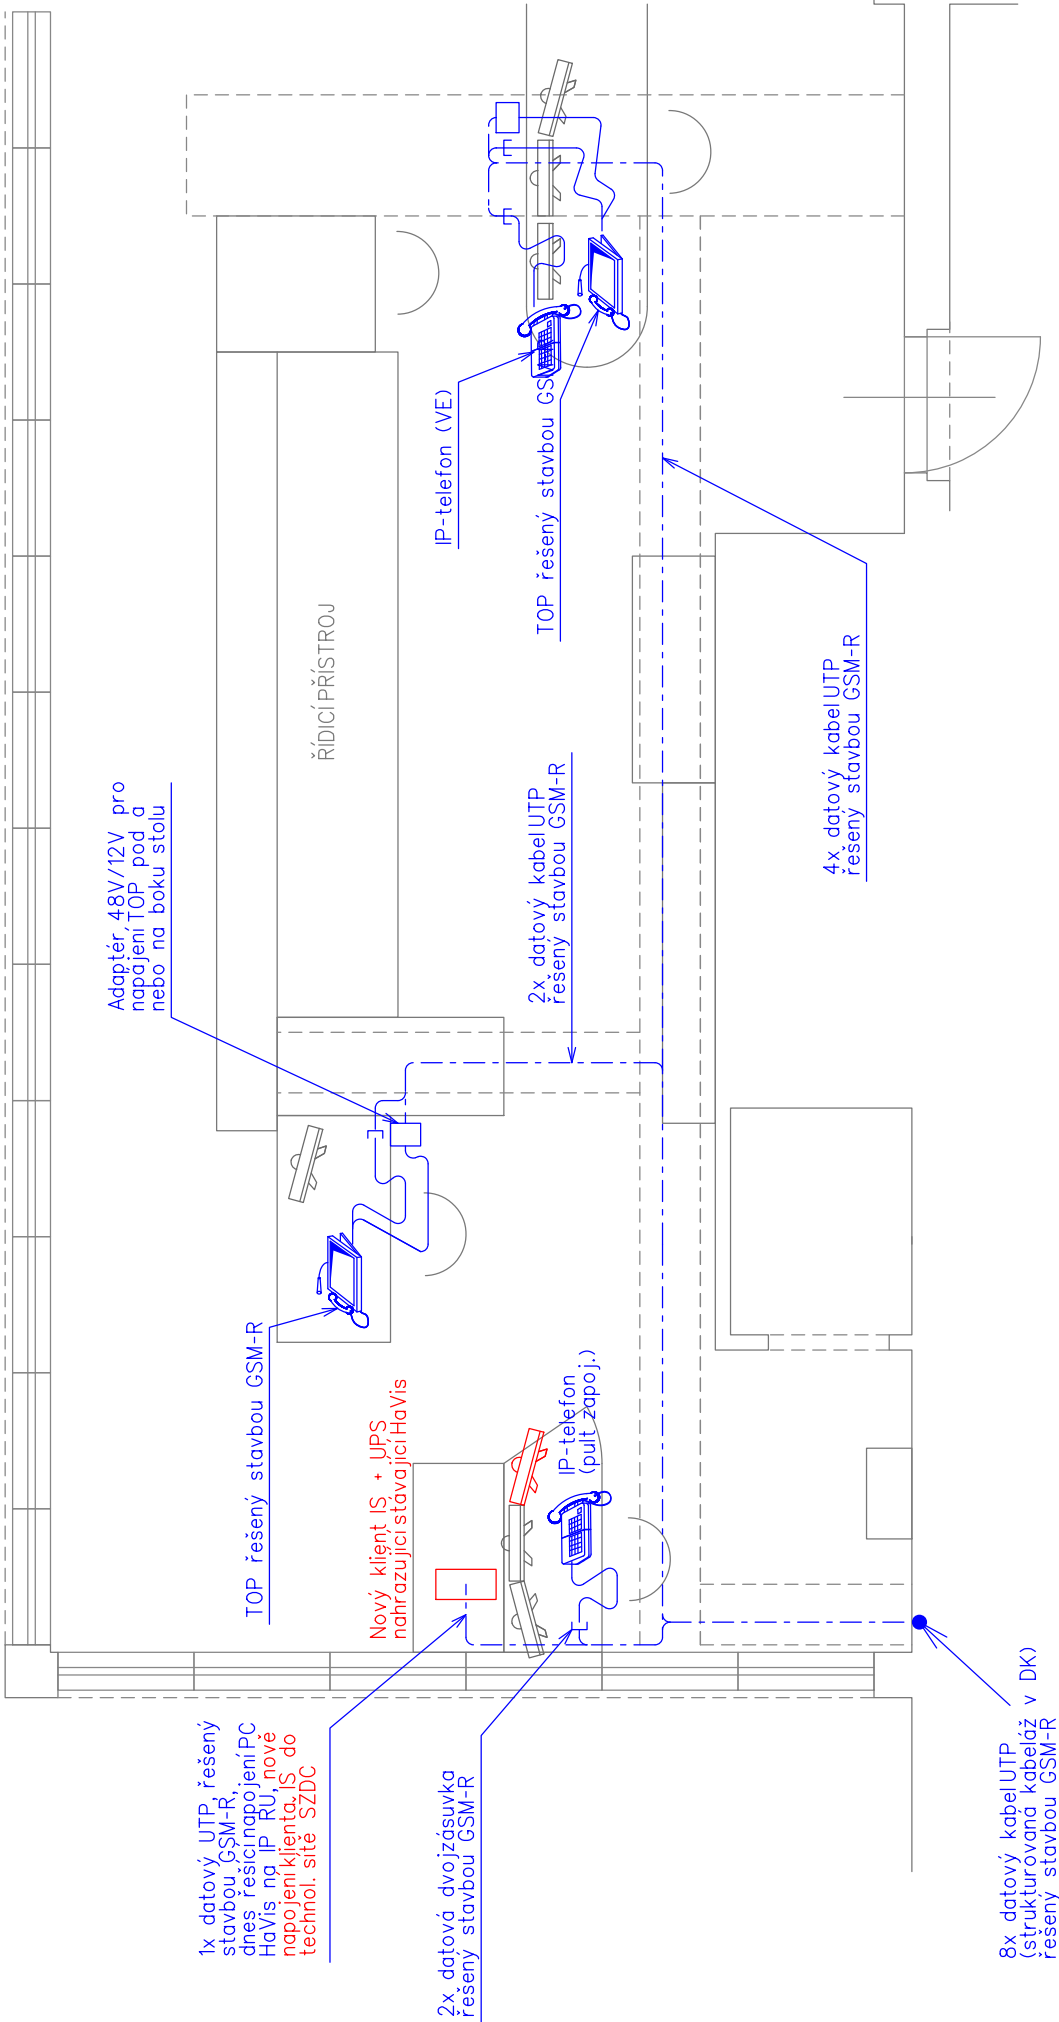 IP-telefon (VE)
TOP řešený stavbou GS
ŘÍDICÍ PŘÍSTROJ
4x datový kabel UTP
řešený stavbou GSM-R
2x datový kabel UTP
řešený stavbou GSM-R
Adaptér 48V/12V pro
napájení TOP pod a
nebo na boku stolu
TOP řešený stavbou GSM-R
Nový klient IS + UPS
nahrazující stávající HaVis
IP-telefon
(pult zapoj.)
1x datový UTP, řešený
stavbou GSM-R,
dnes řešící napojení PC
HaVis na IP RU, nově
napojení klienta IS do
technol. sítě SZDC
2x datová dvojzásuvka
řešený stavbou GSM-R
8x datový kabel UTP
(strukturovaná kabeláž v DK)
řešený stavbou GSM-R